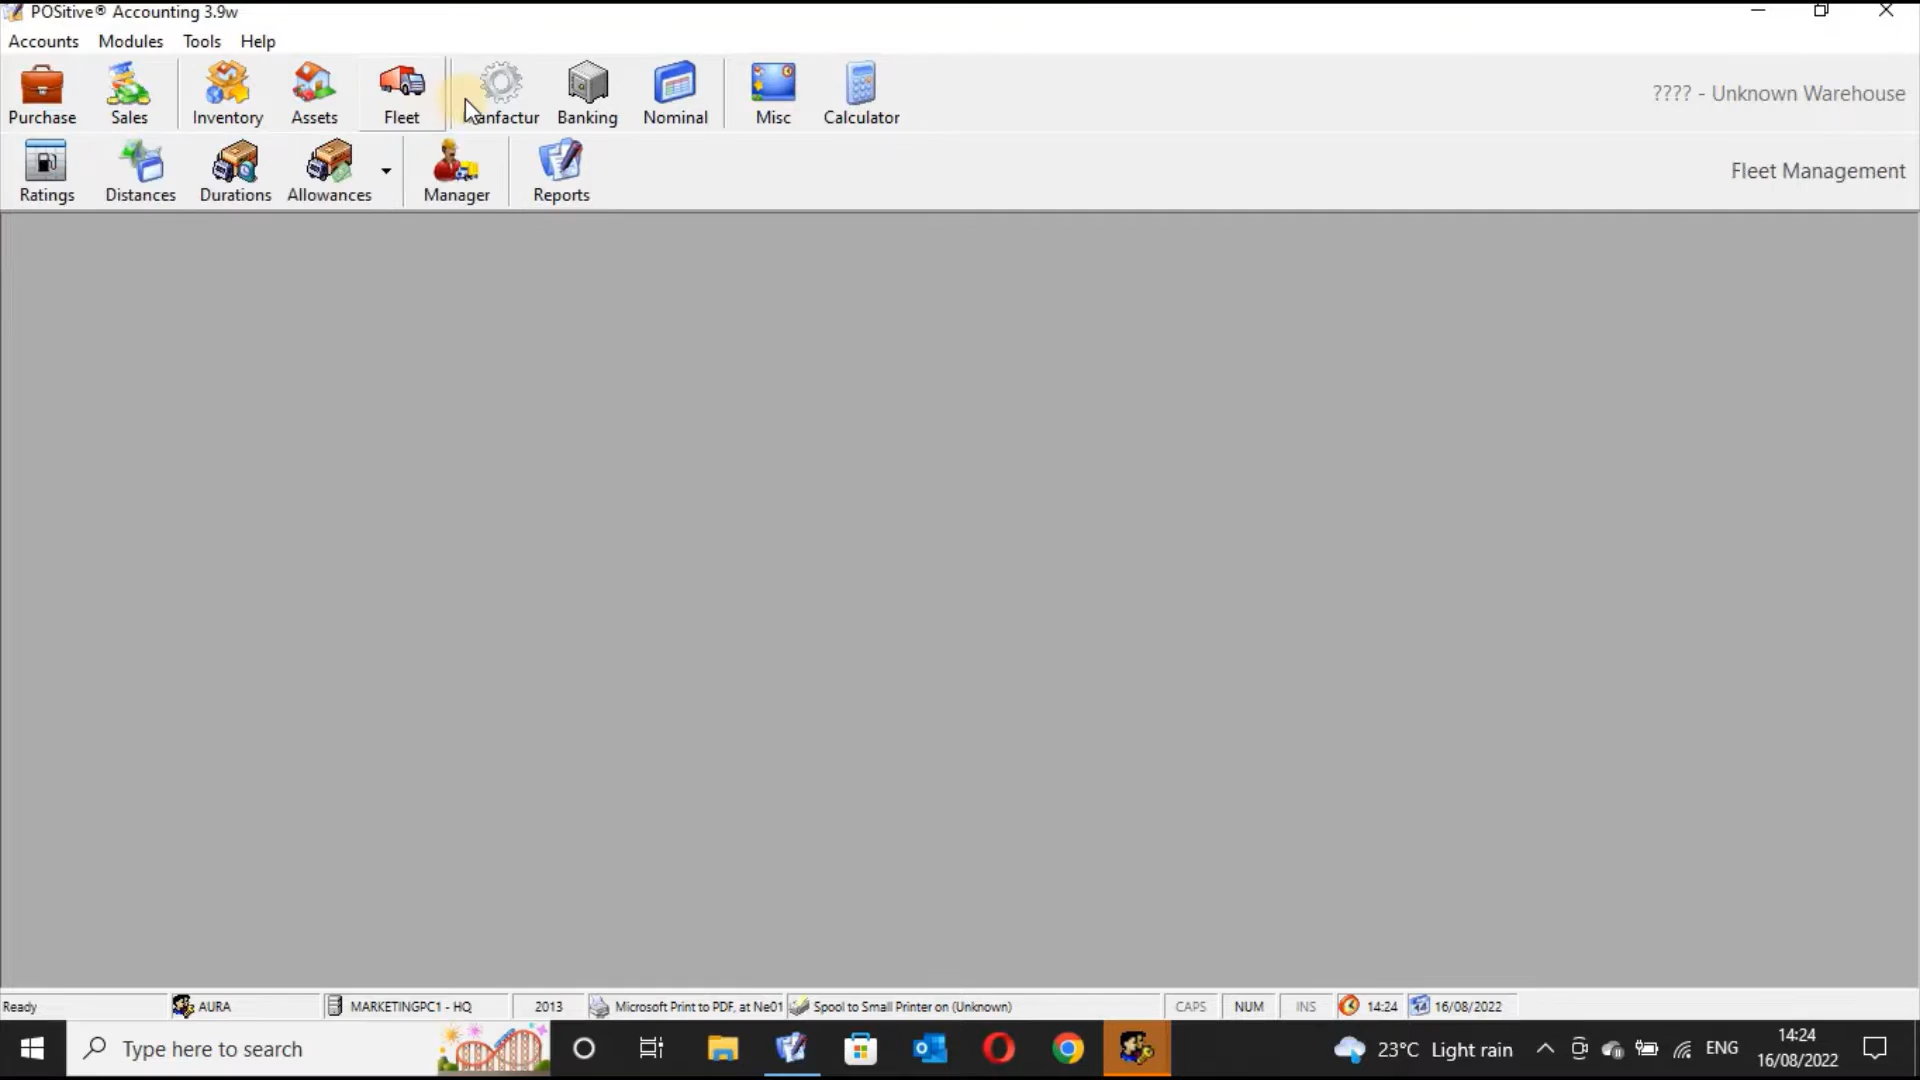 POSitive® Accounting 3.9w
Accounts Modules Tools Help
Purchase Sales Inventory Assets Fleet anfactur Banking Nominal Misc Calculator
???? - Unknown Warehouse
Ratings Distances Durations Allowances Manager Reports
Fleet Management
Ready AURA MARKETINGPC1 - HQ 2013 Microsoft Print to PDF, at Ne01 Spool to Small Printer on (Unknown) CAPS NUM INS 14:24 16/08/2022
Type here to search
23°C Light rain ENG
14:24
16/08/2022